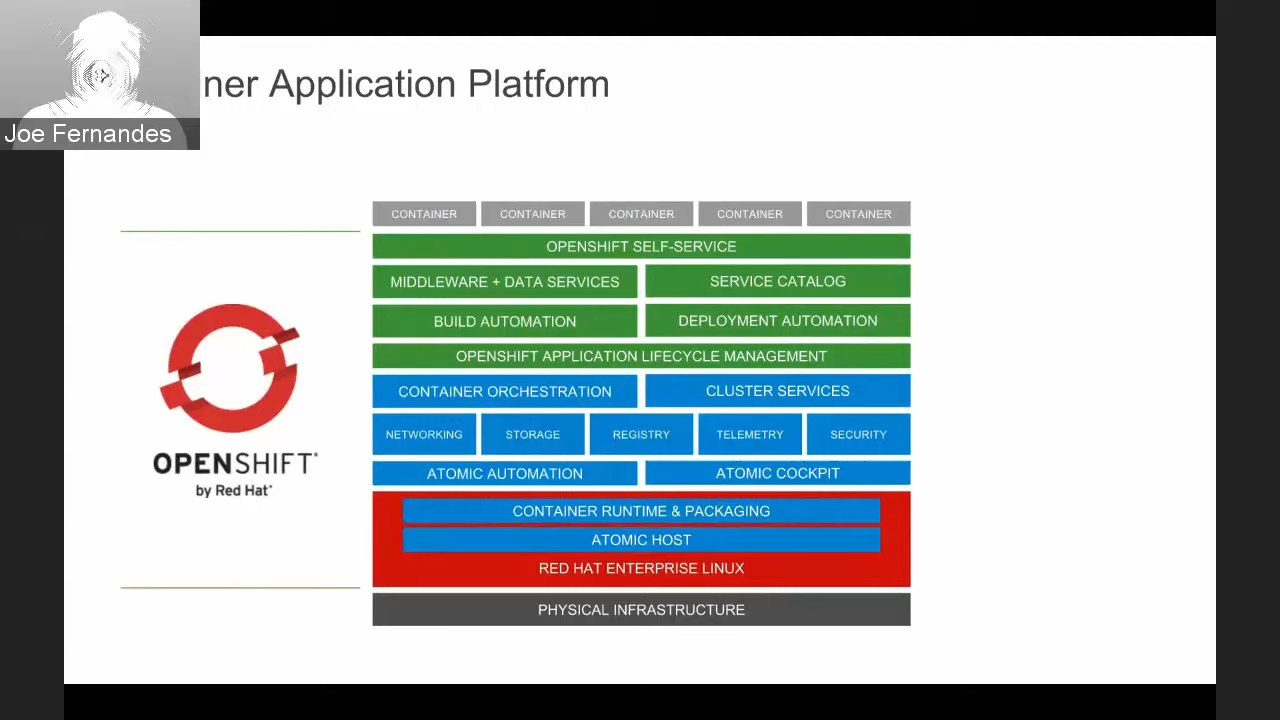 ner Application Platform
Joe Fernandes
CONTAINER CONTAINER CONTAINER CONTAINER CONTAINER
OPENSHIFT SELF-SERVICE
MIDDLEWARE + DATA SERVICES SERVICE CATALOG
BUILD AUTOMATION DEPLOYMENT AUTOMATION
OPENSHIFT APPLICATION LIFECYCLE MANAGEMENT
CONTAINER ORCHESTRATION CLUSTER SERVICES
NETWORKING STORAGE REGISTRY TELEMETRY SECURITY
ATOMIC AUTOMATION ATOMIC COCKPIT
CONTAINER RUNTIME & PACKAGING
ATOMIC HOST
RED HAT ENTERPRISE LINUX
PHYSICAL INFRASTRUCTURE
OPENSHIFT
by Red Hat